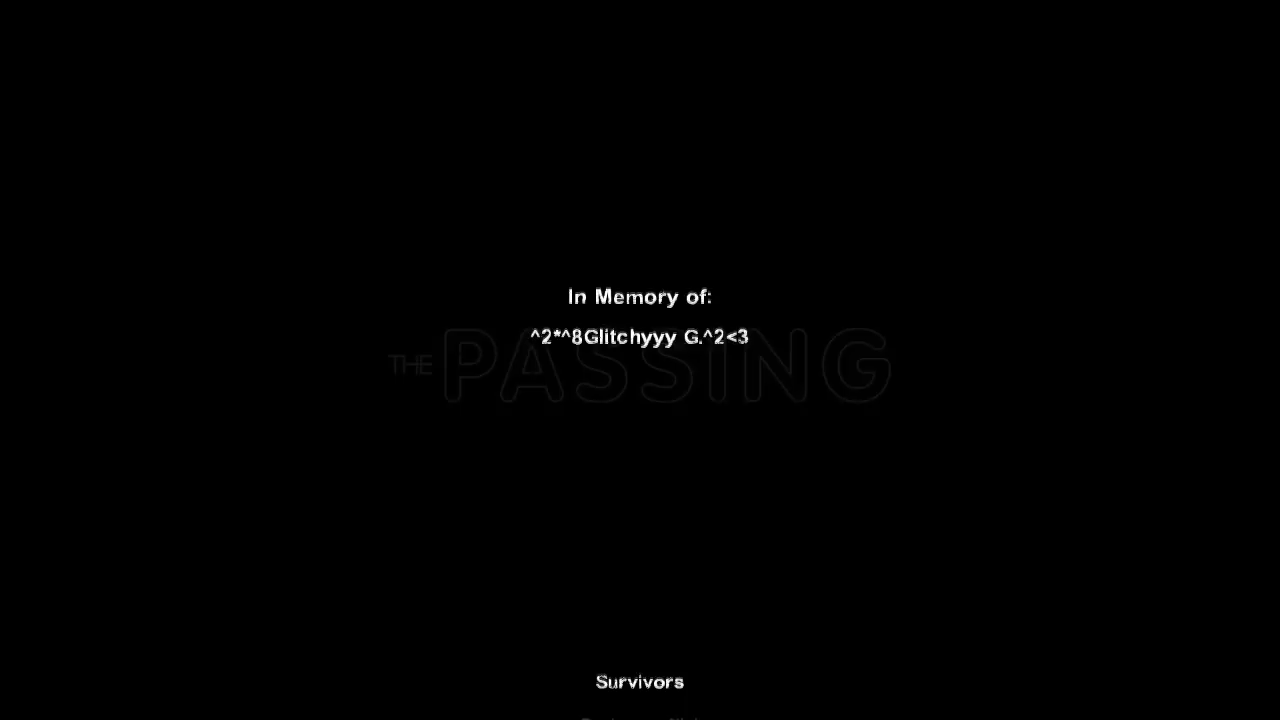 In Memory of:
^2*^8Glitchyyy G.^2<3
THE PASSING
Survivors